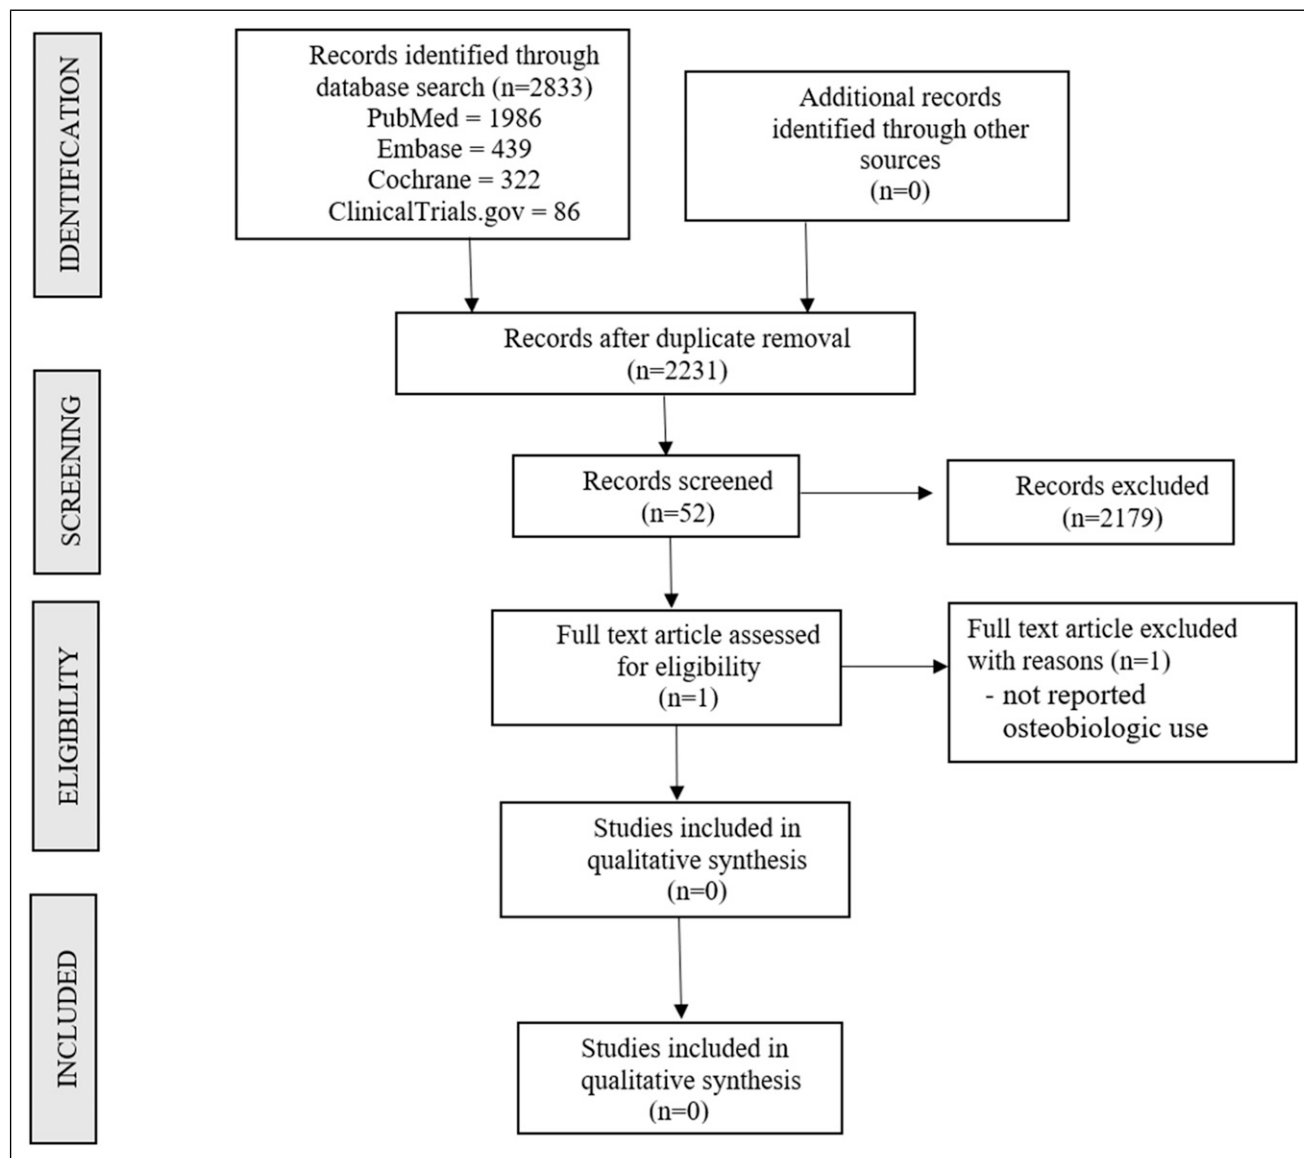 IDENTIFICATION
Records identified through
database search (n=2833)
PubMed = 1986
Embase = 439
Cochrane = 322
ClinicalTrials.gov = 86
Additional records
identified through other
sources
(n=0)
Records after duplicate removal
(n=2231)
SCREENING
Records screened
(n=52)
Records excluded
(n=2179)
ELIGIBILITY
Full text article assessed
for eligibility
(n=1)
Full text article excluded
with reasons (n=1)
- not reported
osteobiologic use
Studies included in
qualitative synthesis
(n=0)
INCLUDED
Studies included in
qualitative synthesis
(n=0)